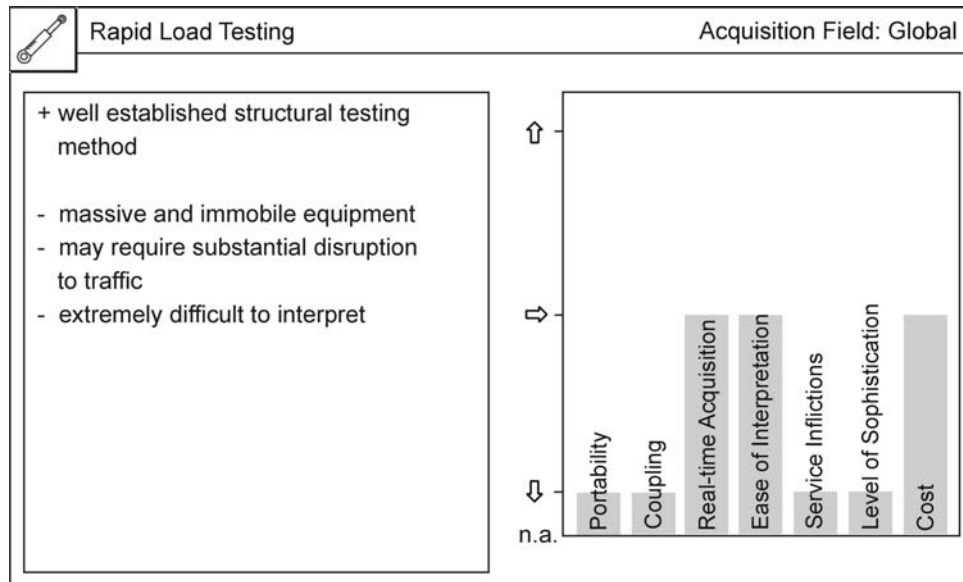 Rapid Load Testing
Acquisition Field: Global
+ well established structural testing
method
- massive and immobile equipment
- may require substantial disruption
to traffic
- extremely difficult to interpret
n.a.
Portability
Coupling
Real-time Acquisition
Ease of Interpretation
Service Inflictions
Level of Sophistication
Cost